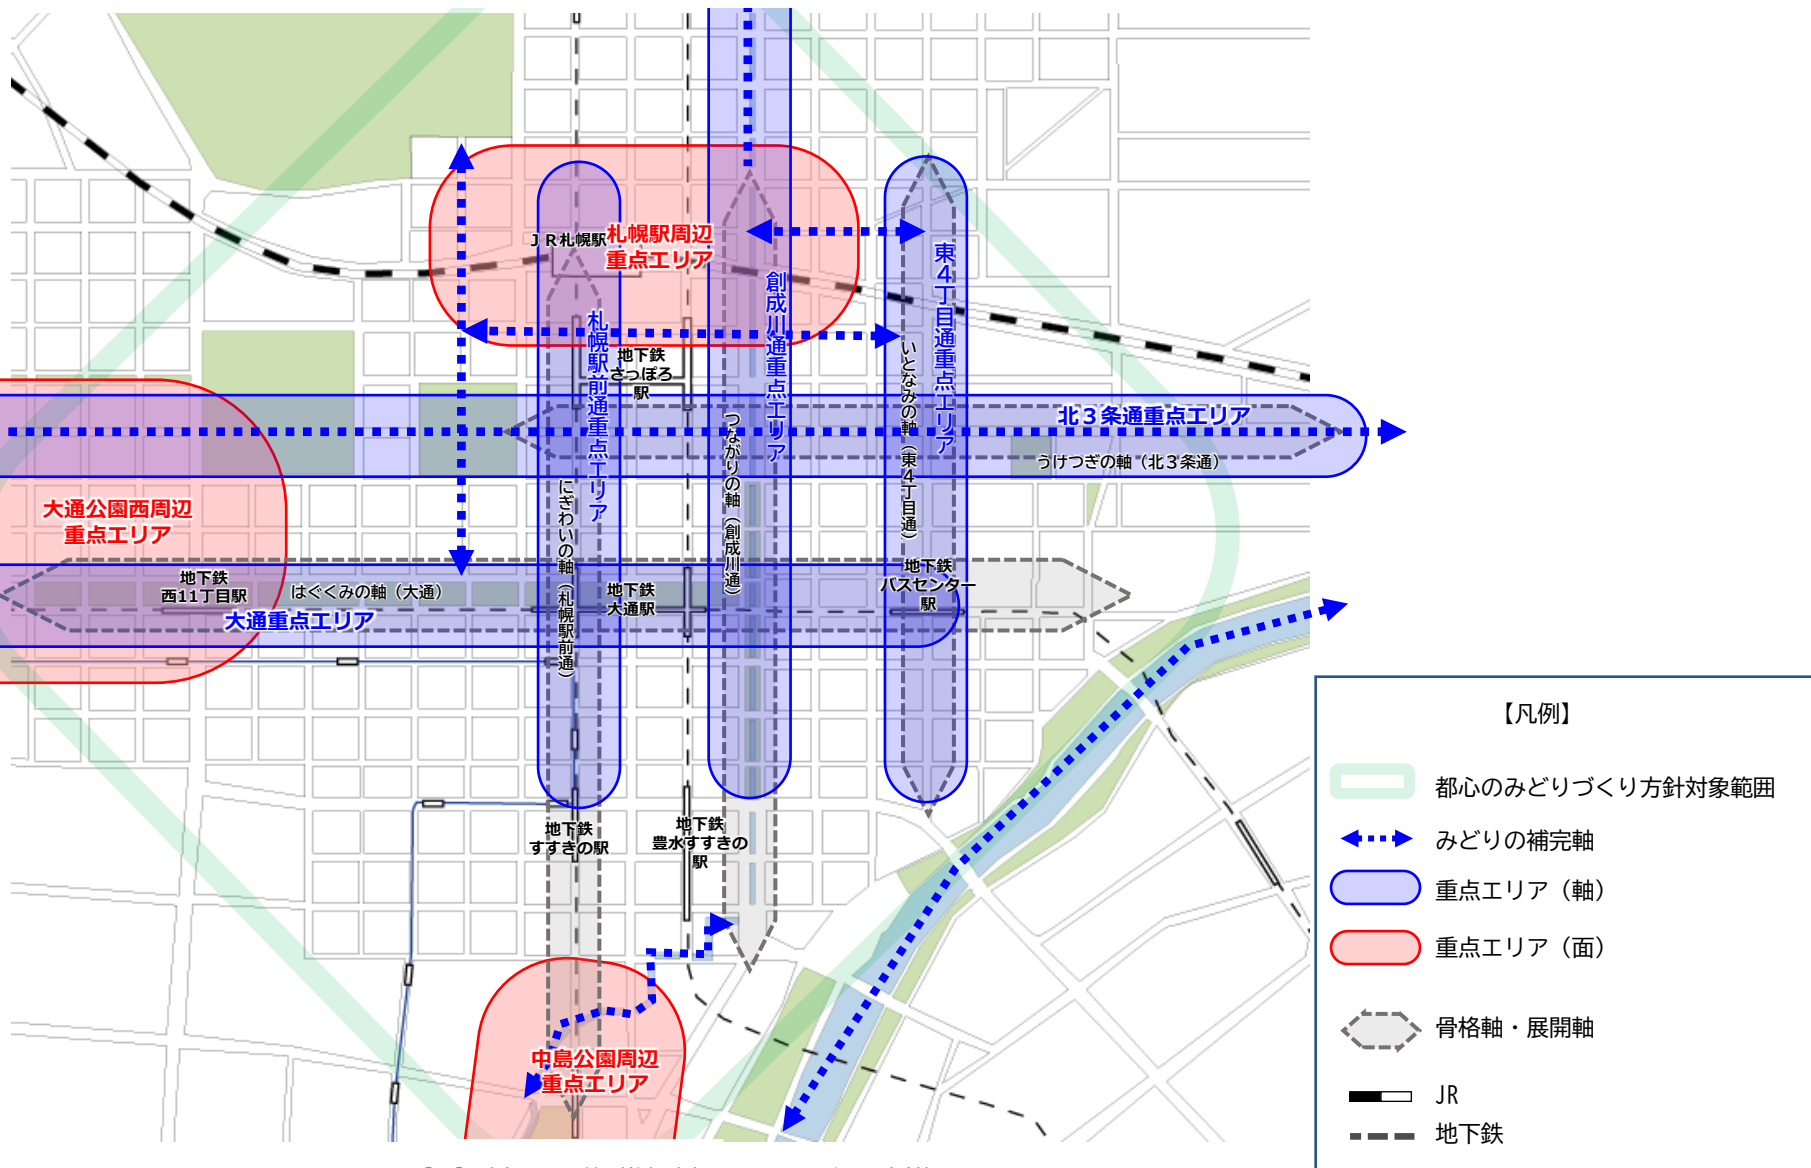 ＪＲ札幌駅
札幌駅周辺
重点エリア
東４丁目通重点エリア
創成川通重点エリア
札幌駅前通重点エリア
地下鉄
さっぽろ
駅
いとなみの軸（東４丁目通）
北３条通重点エリア
うけつぎの軸（北３条通）
つながりの軸（創成川通）
にぎわいの軸（札幌駅前通）
大通公園西周辺
重点エリア
地下鉄
西11丁目駅
はぐくみの軸（大通）
大通重点エリア
地下鉄
大通駅
地下鉄
バスセンター
駅
地下鉄
すすきの駅
地下鉄
豊水すすきの
駅
中島公園周辺
重点エリア
【凡例】
都心のみどりづくり方針対象範囲
みどりの補完軸
重点エリア（軸）
重点エリア（面）
骨格軸・展開軸
JR
地下鉄